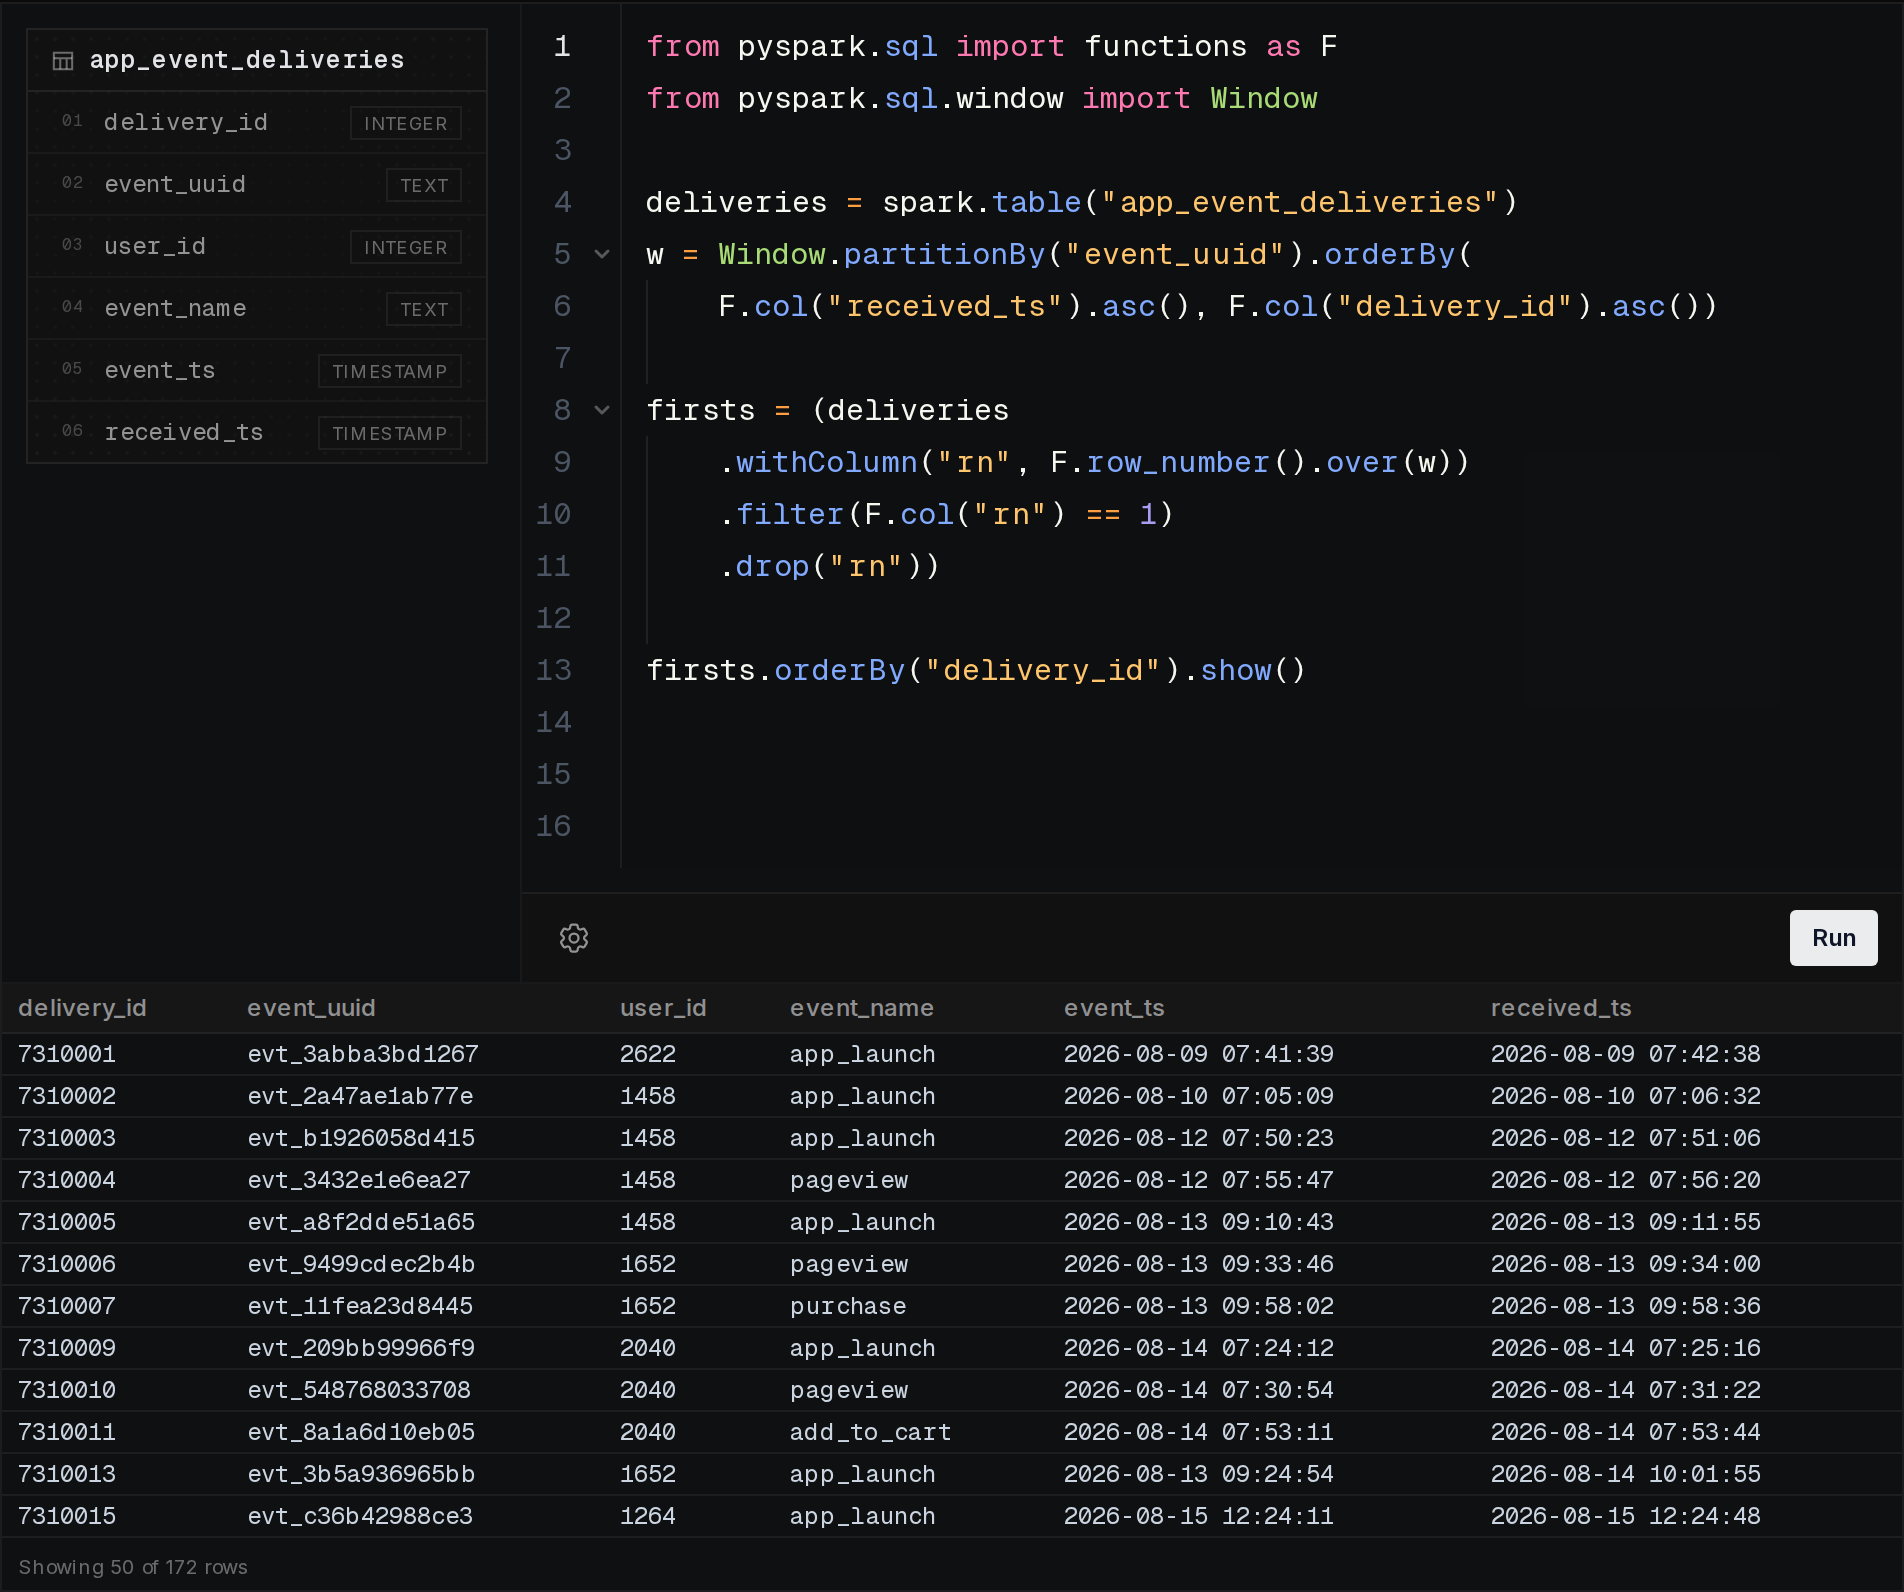 app_event_deliveries
01 delivery_id INTEGER
02 event_uuid TEXT
03 user_id INTEGER
04 event_name TEXT
05 event_ts TIMESTAMP
06 received_ts TIMESTAMP
1 from pyspark.sql import functions as F
2 from pyspark.sql.window import Window
3
4 deliveries = spark.table("app_event_deliveries")
5 w = Window.partitionBy("event_uuid").orderBy(
6     F.col("received_ts").asc(), F.col("delivery_id").asc())
7
8 firsts = (deliveries
9     .withColumn("rn", F.row_number().over(w))
10     .filter(F.col("rn") == 1)
11     .drop("rn"))
12
13 firsts.orderBy("delivery_id").show()
14
15
16
Run
delivery_id event_uuid user_id event_name event_ts received_ts
7310001 evt_3abba3bd1267 2622 app_launch 2026-08-09 07:41:39 2026-08-09 07:42:38
7310002 evt_2a47ae1ab77e 1458 app_launch 2026-08-10 07:05:09 2026-08-10 07:06:32
7310003 evt_b1926058d415 1458 app_launch 2026-08-12 07:50:23 2026-08-12 07:51:06
7310004 evt_3432e1e6ea27 1458 pageview 2026-08-12 07:55:47 2026-08-12 07:56:20
7310005 evt_a8f2dde51a65 1458 app_launch 2026-08-13 09:10:43 2026-08-13 09:11:55
7310006 evt_9499cdec2b4b 1652 pageview 2026-08-13 09:33:46 2026-08-13 09:34:00
7310007 evt_11fea23d8445 1652 purchase 2026-08-13 09:58:02 2026-08-13 09:58:36
7310009 evt_209bb99966f9 2040 app_launch 2026-08-14 07:24:12 2026-08-14 07:25:16
7310010 evt_548768033708 2040 pageview 2026-08-14 07:30:54 2026-08-14 07:31:22
7310011 evt_8a1a6d10eb05 2040 add_to_cart 2026-08-14 07:53:11 2026-08-14 07:53:44
7310013 evt_3b5a936965bb 1652 app_launch 2026-08-13 09:24:54 2026-08-14 10:01:55
7310015 evt_c36b42988ce3 1264 app_launch 2026-08-15 12:24:11 2026-08-15 12:24:48
Showing 50 of 172 rows